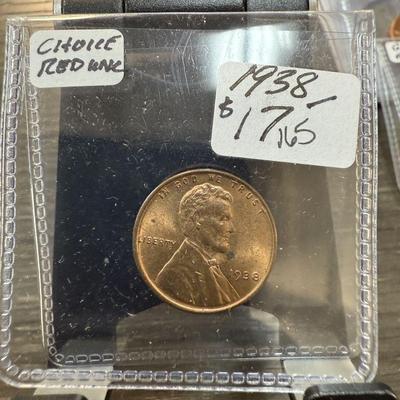 CHOICE
RED UNC
1938
$17.65
IN GOD WE TRUST
LIBERTY
1938